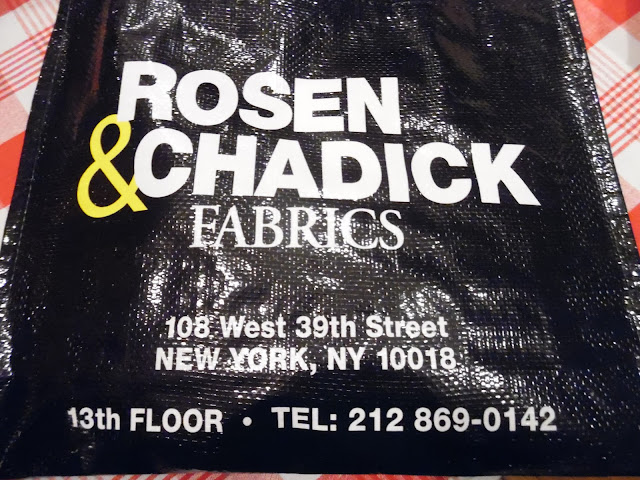 ROSEN
& CHADICK
FABRICS
108 West 39th Street
NEW YORK, NY 10018
13th FLOOR • TEL: 212 869-0142